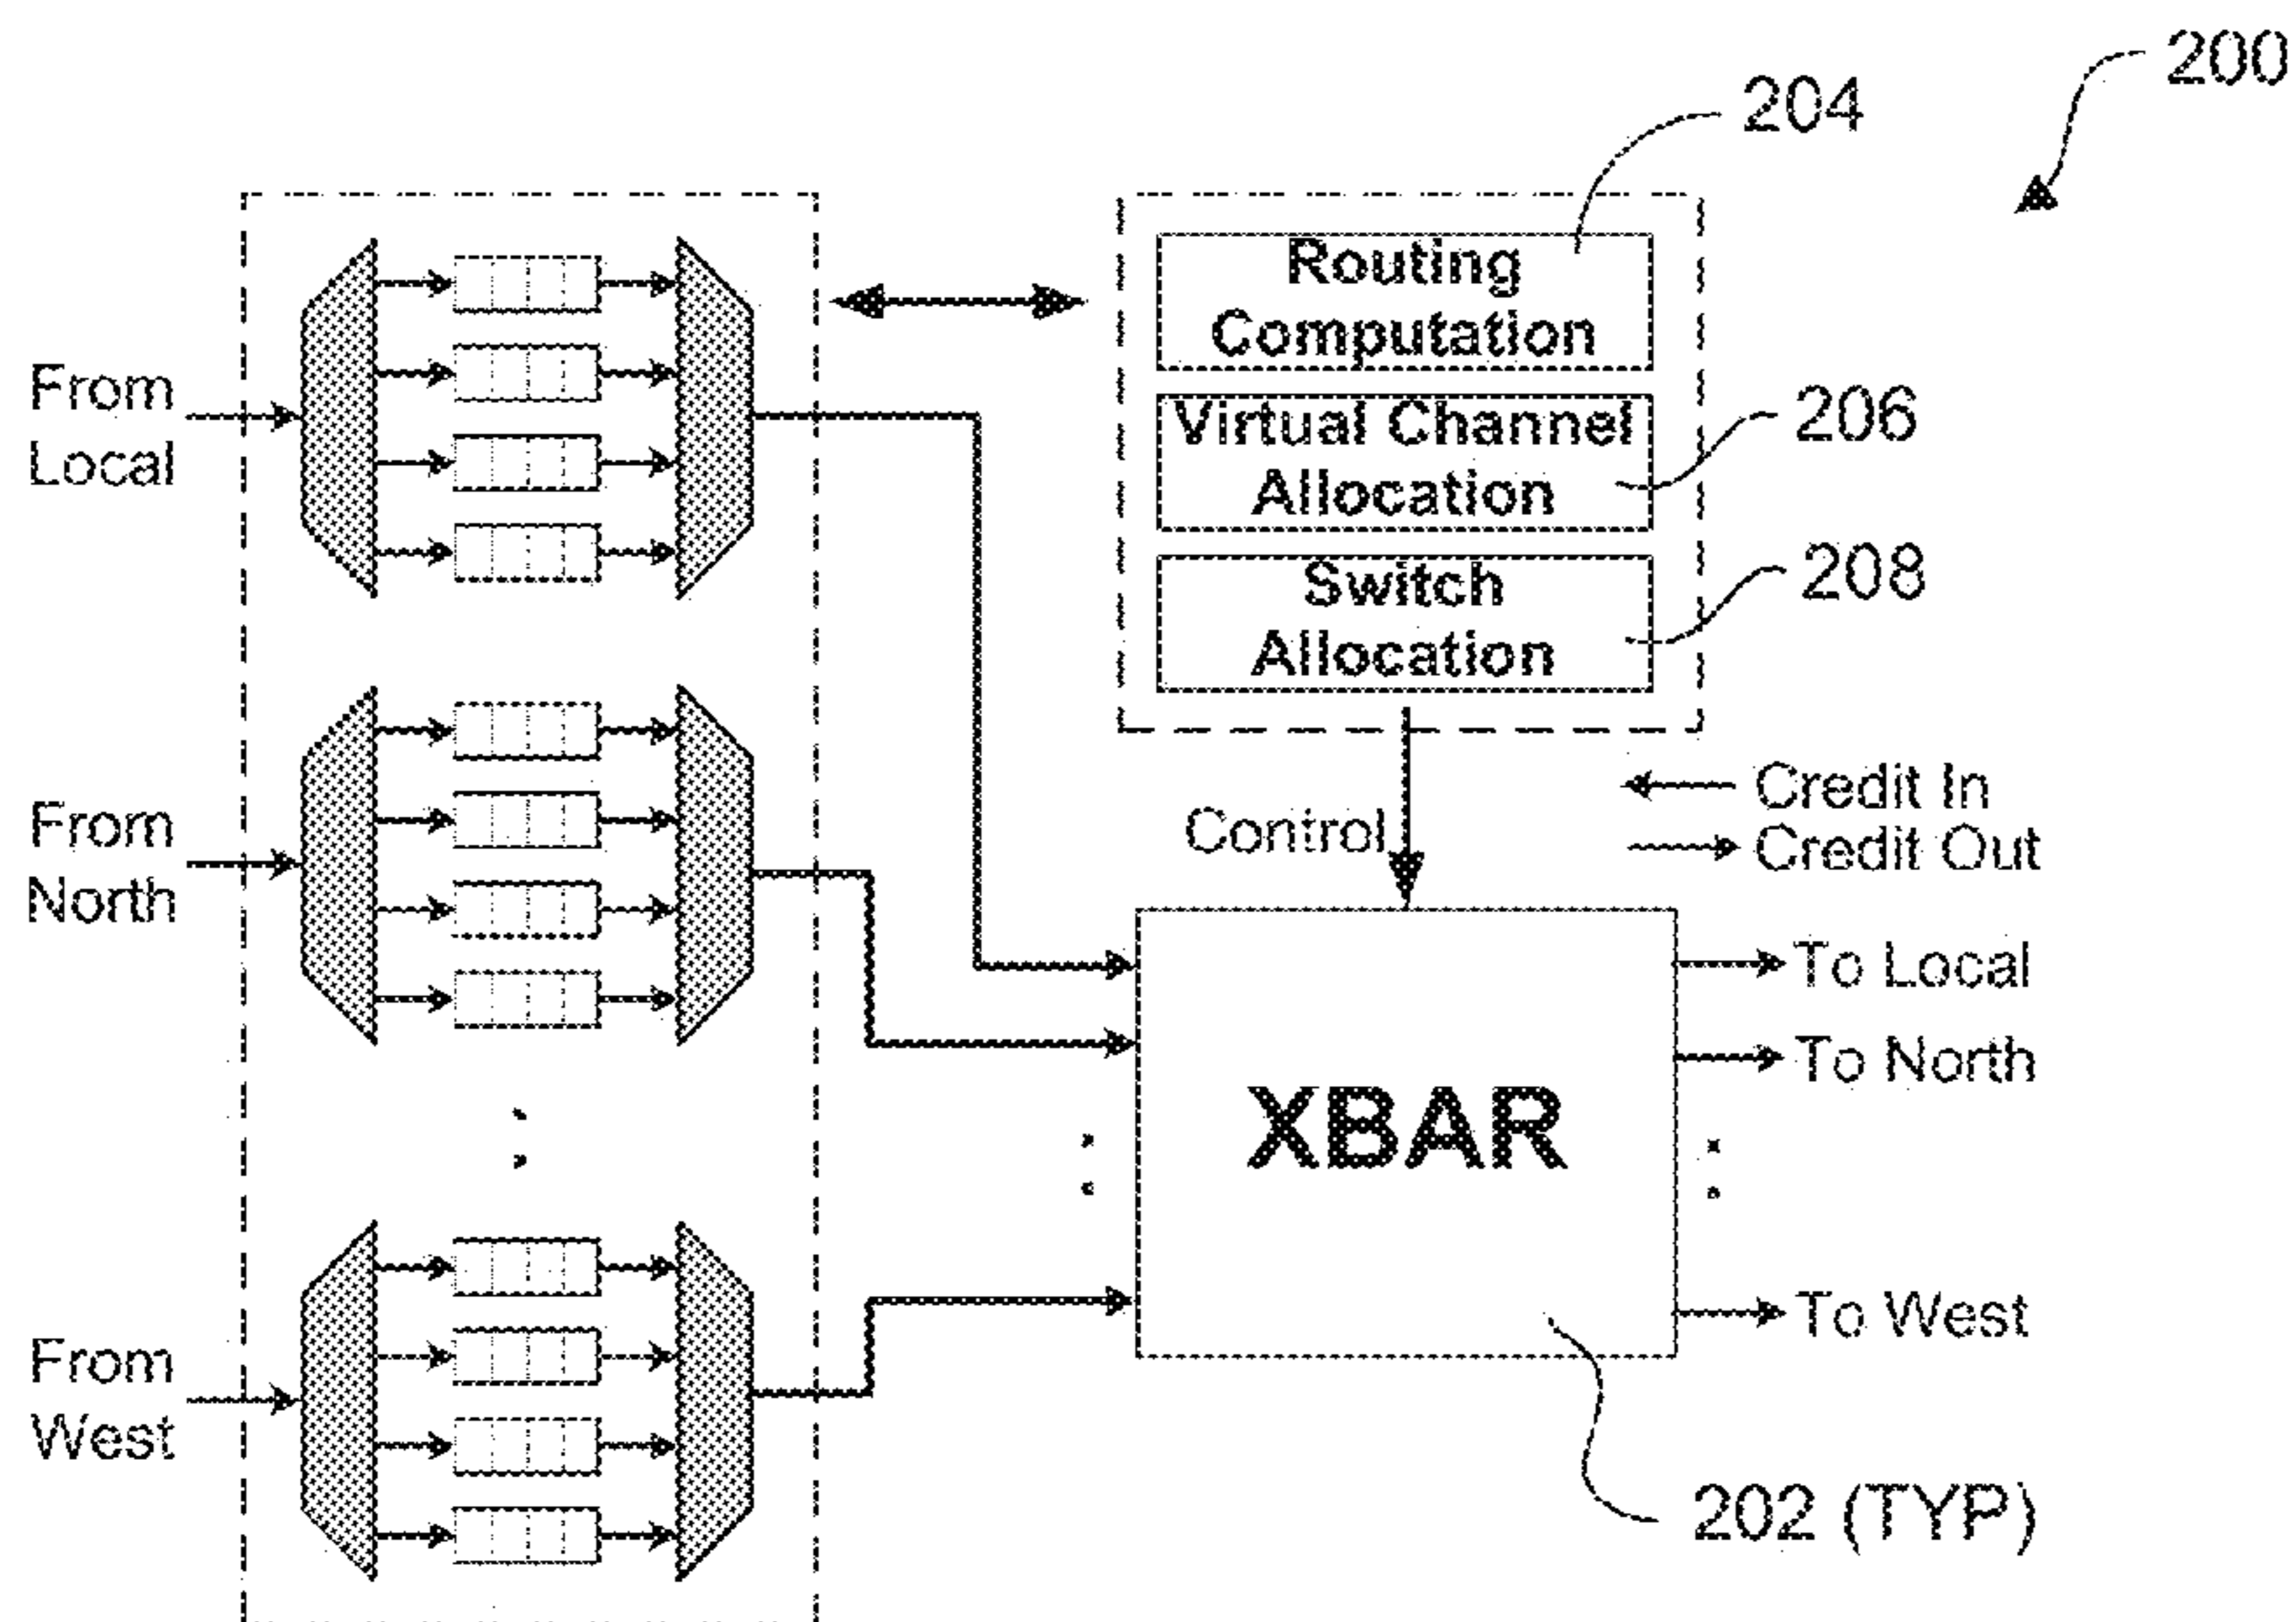 200
204
Routing
Computation
Virtual Channel
Allocation
206
Switch
Allocation
208
From
Local
From
North
From
West
Control
Credit In
Credit Out
XBAR
To Local
To North
To West
202 (TYP)